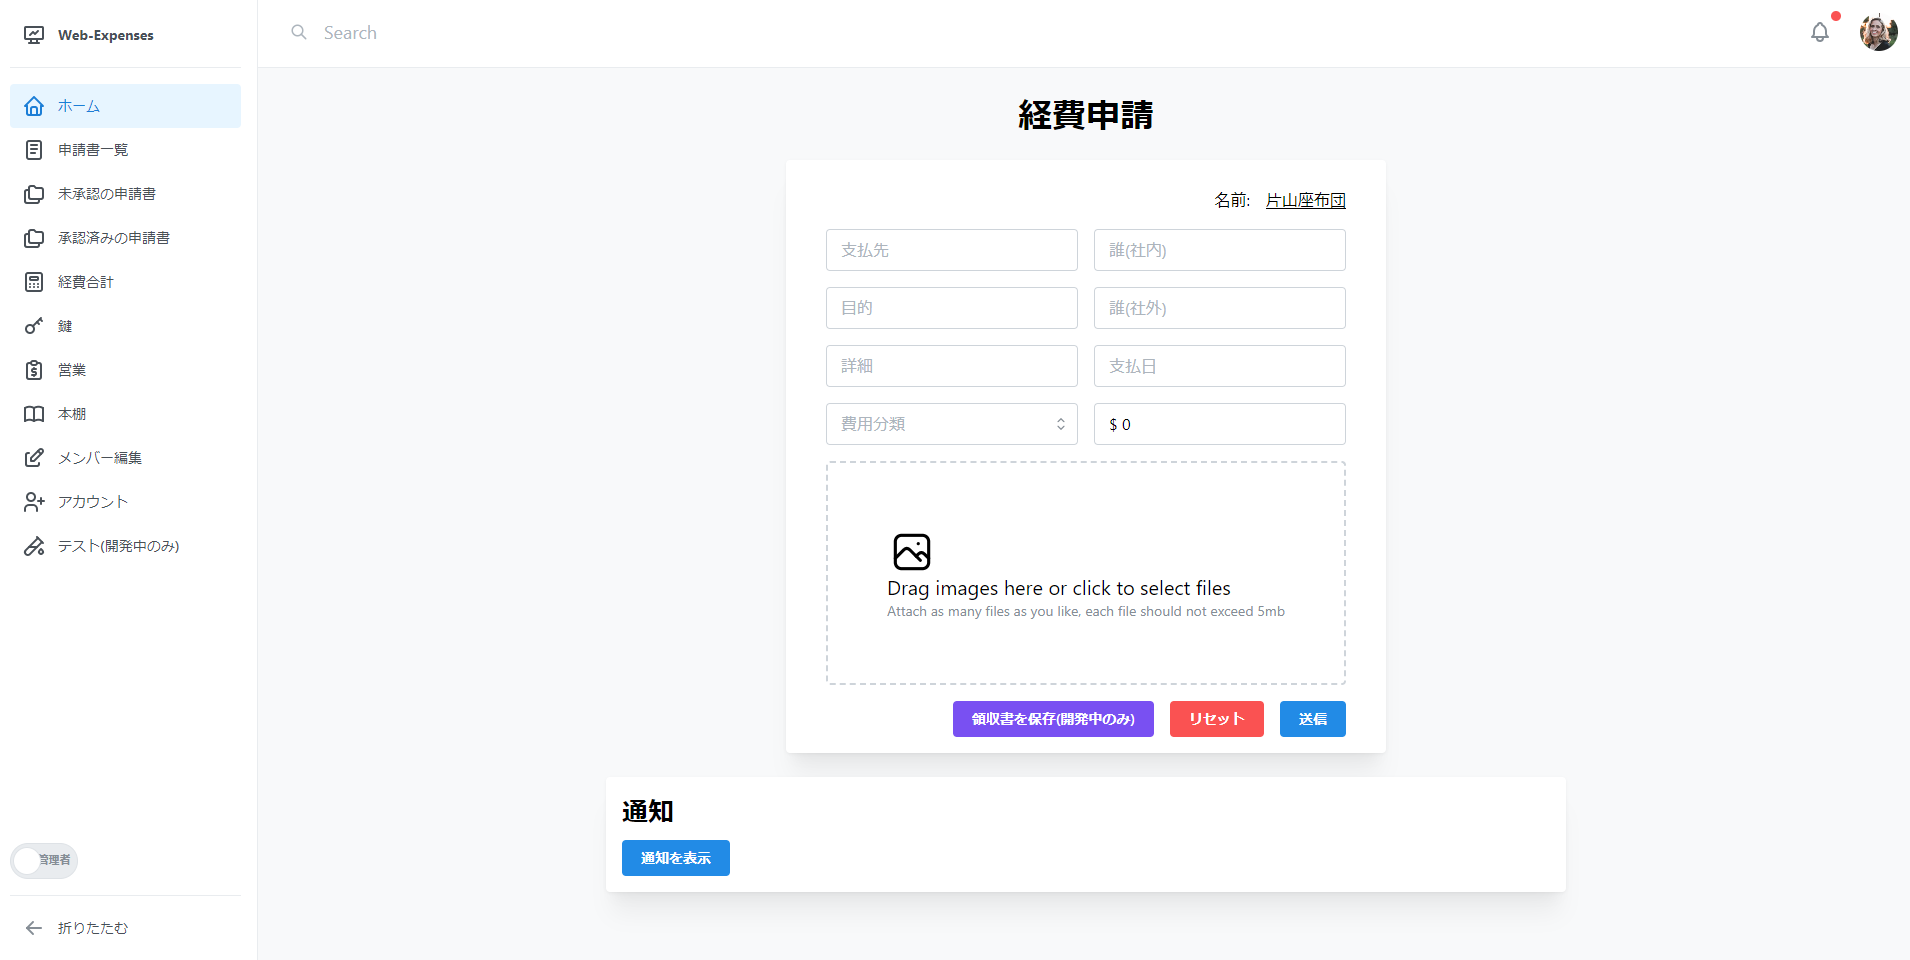 Web-Expenses
Search
ホーム
申請書一覧
未承認の申請書
承認済みの申請書
経費合計
鍵
営業
本棚
メンバー編集
アカウント
テスト(開発中のみ)
管理者
折りたたむ
経費申請
名前: 片山座布団
支払先
誰(社内)
目的
誰(社外)
詳細
支払日
費用分類
$ 0
Drag images here or click to select files
Attach as many files as you like, each file should not exceed 5mb
領収書を保存(開発中のみ)
リセット
送信
通知
通知を表示